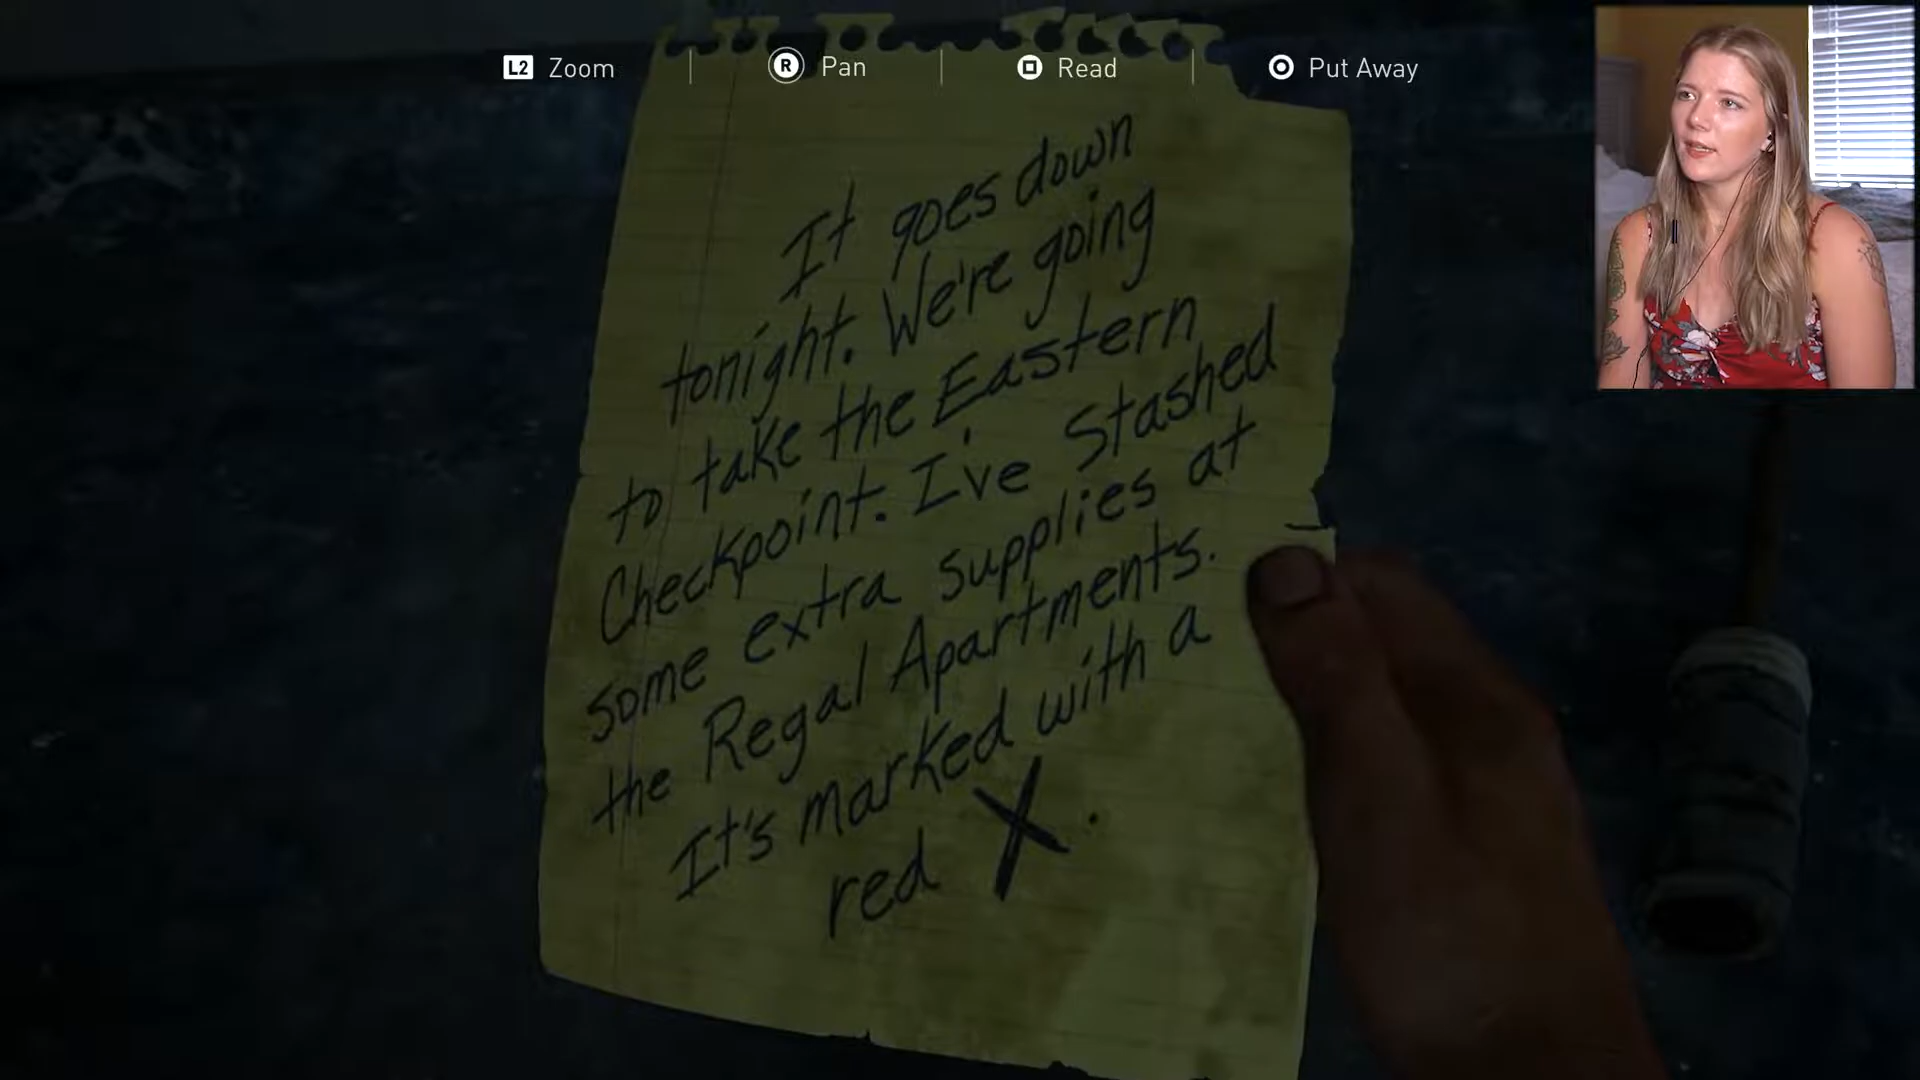 L2 Zoom R Pan Read Put Away
It goes down
tonight. We're going
to take the Eastern
Checkpoint. I've Stashed
some extra supplies at
the Regal Apartments.
It's marked with a
red X.